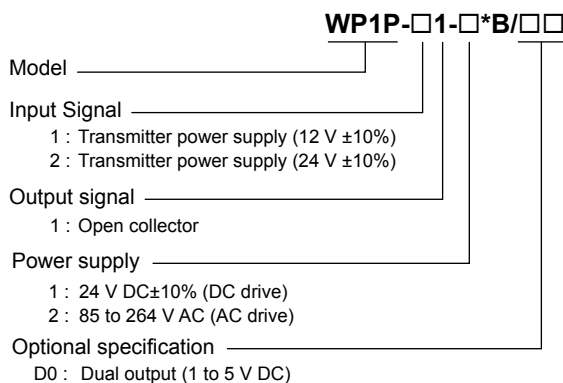 WP1P-□1-□*B/□□
Model
Input Signal
1 : Transmitter power supply (12 V ±10%)
2 : Transmitter power supply (24 V ±10%)
Output signal
1 : Open collector
Power supply
1 : 24 V DC±10% (DC drive)
2 : 85 to 264 V AC (AC drive)
Optional specification
D0 : Dual output (1 to 5 V DC)